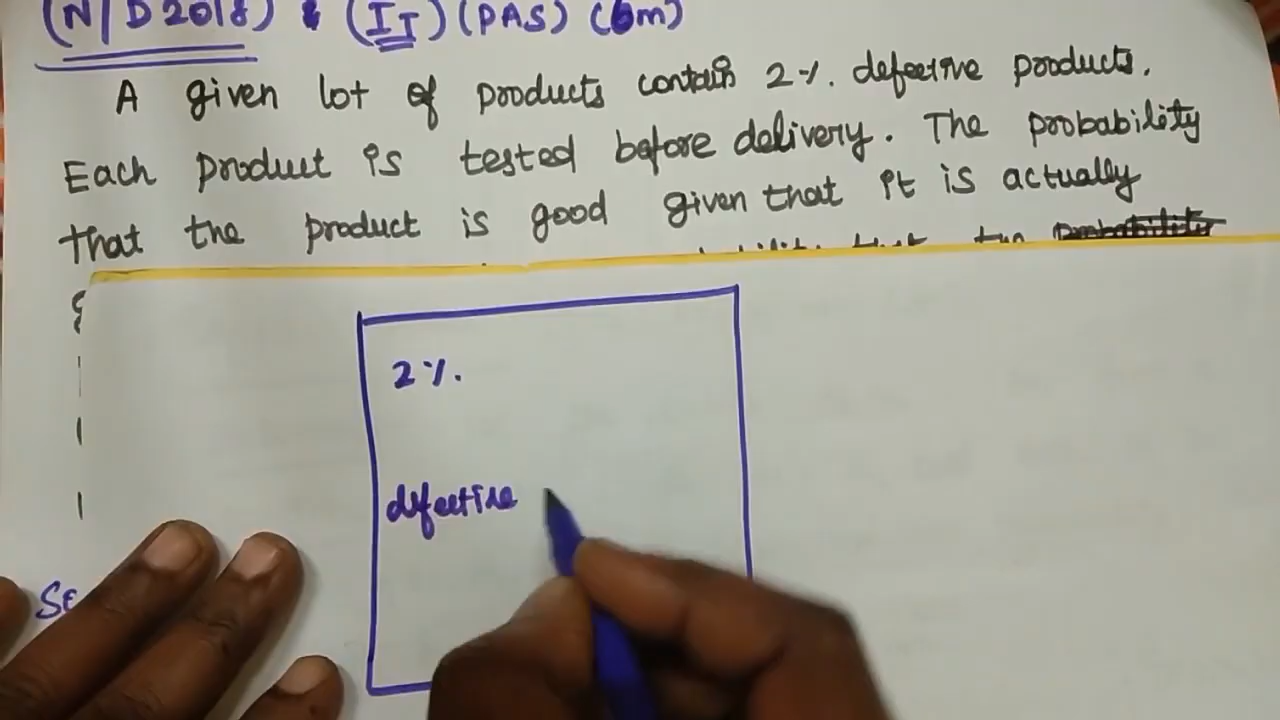 (N/D 2018) (II) (PAS) (6m)
A given lot of products contain 2%. defective products.
Each product is tested before delivery. The probability
that the product is good given that it is actually
2%.
defective